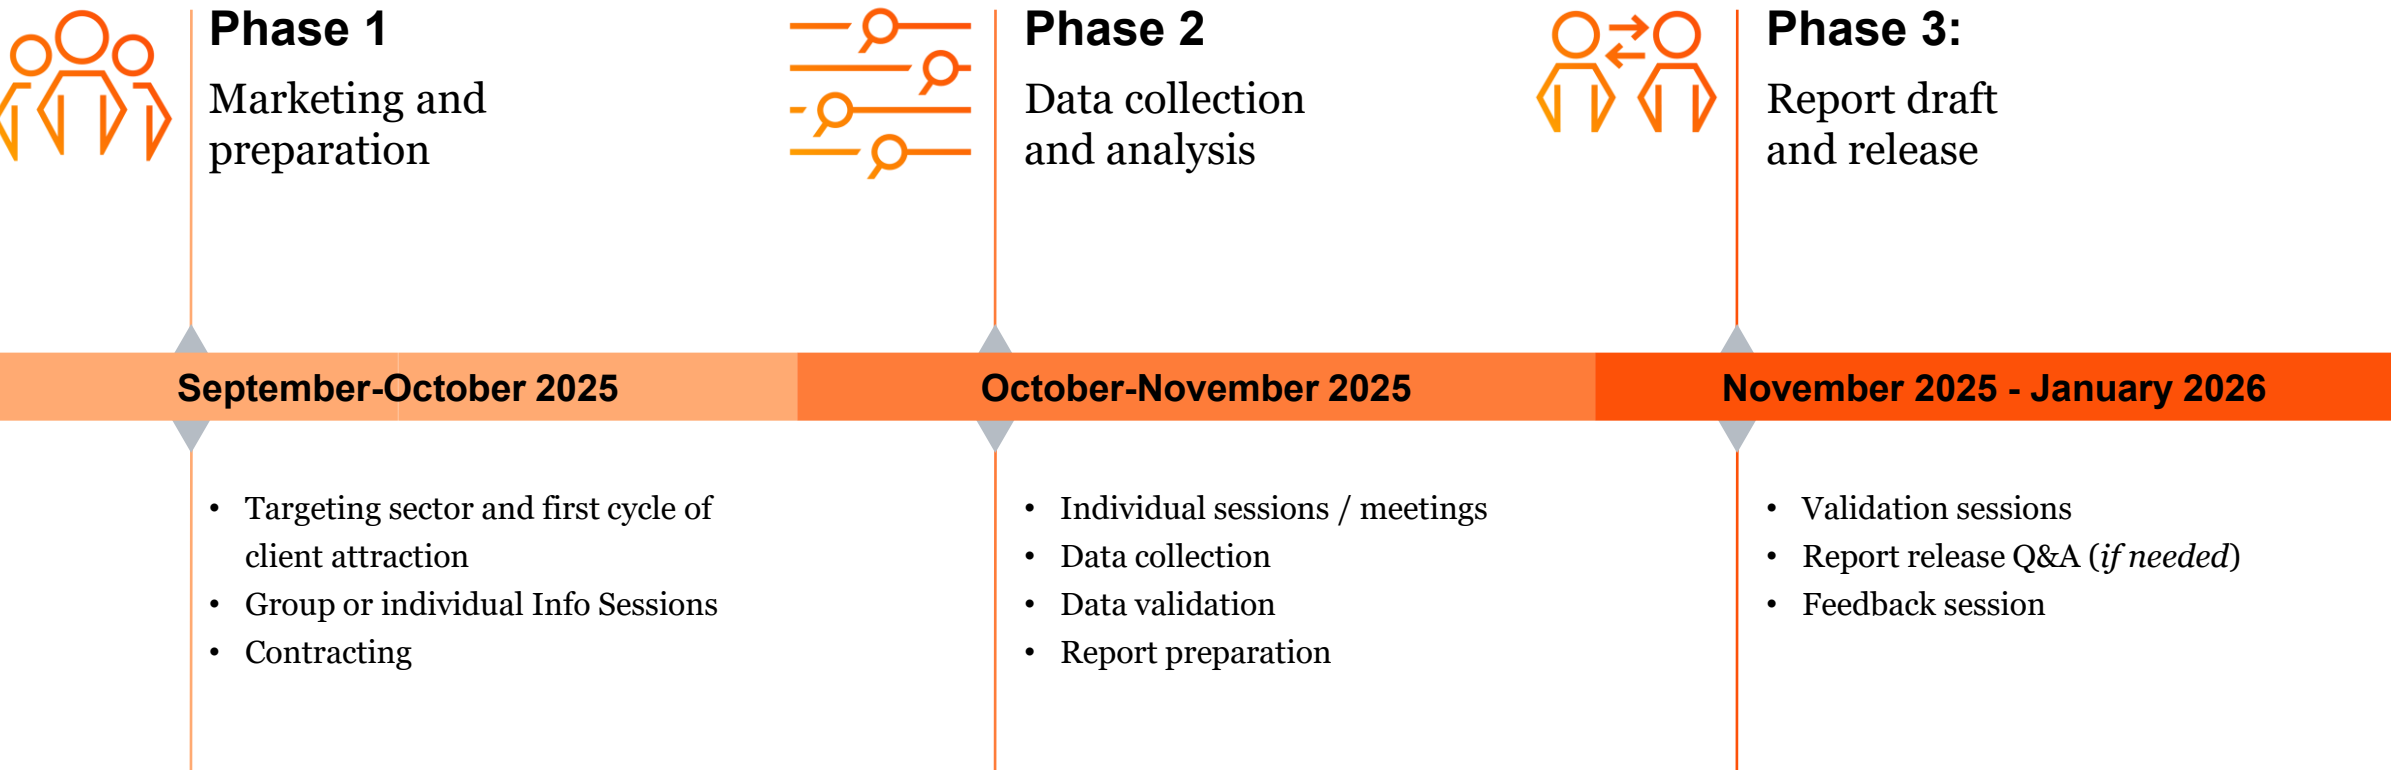 Phase 1
Marketing and
preparation
Phase 2
Data collection
and analysis
Phase 3:
Report draft
and release
September-October 2025
October-November 2025
November 2025 - January 2026
• Targeting sector and first cycle of
client attraction
• Group or individual Info Sessions
• Contracting
• Individual sessions / meetings
• Data collection
• Data validation
• Report preparation
• Validation sessions
• Report release Q&A (if needed)
• Feedback session